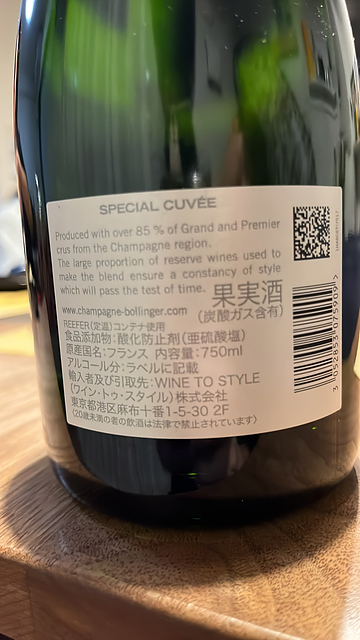 SPECIAL CUVÉE
Produced with over 85 % of Grand and Premier
crus from the Champagne region.
The large proportion of reserve wines used to
make the blend ensure a constancy of style
which will pass the test of time.
果実酒
www.champagne-bollinger.com
(炭酸ガス含有)
REEFER(定温)コンテナ使用
食品添加物:酸化防止剤(亜硫酸塩)
原産国名:フランス 内容量:750ml
アルコール分:ラベルに記載
輸入者及び引取先:WINE TO STYLE
(ワイン・トゥ・スタイル)株式会社
東京都港区麻布十番1-5-30 2F
〈20歳未満の者の飲酒は法律で禁止されています〉